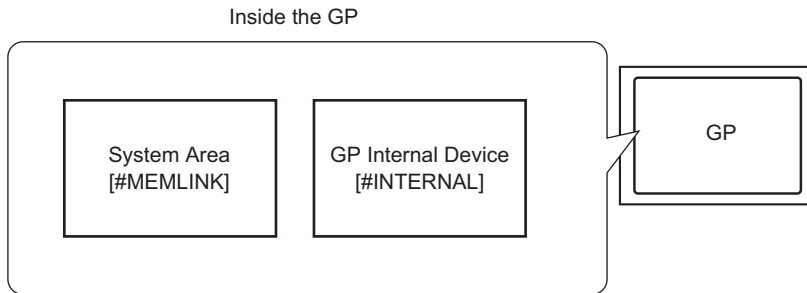 Inside the GP
System Area
[#MEMLINK]
GP Internal Device
[#INTERNAL]
GP